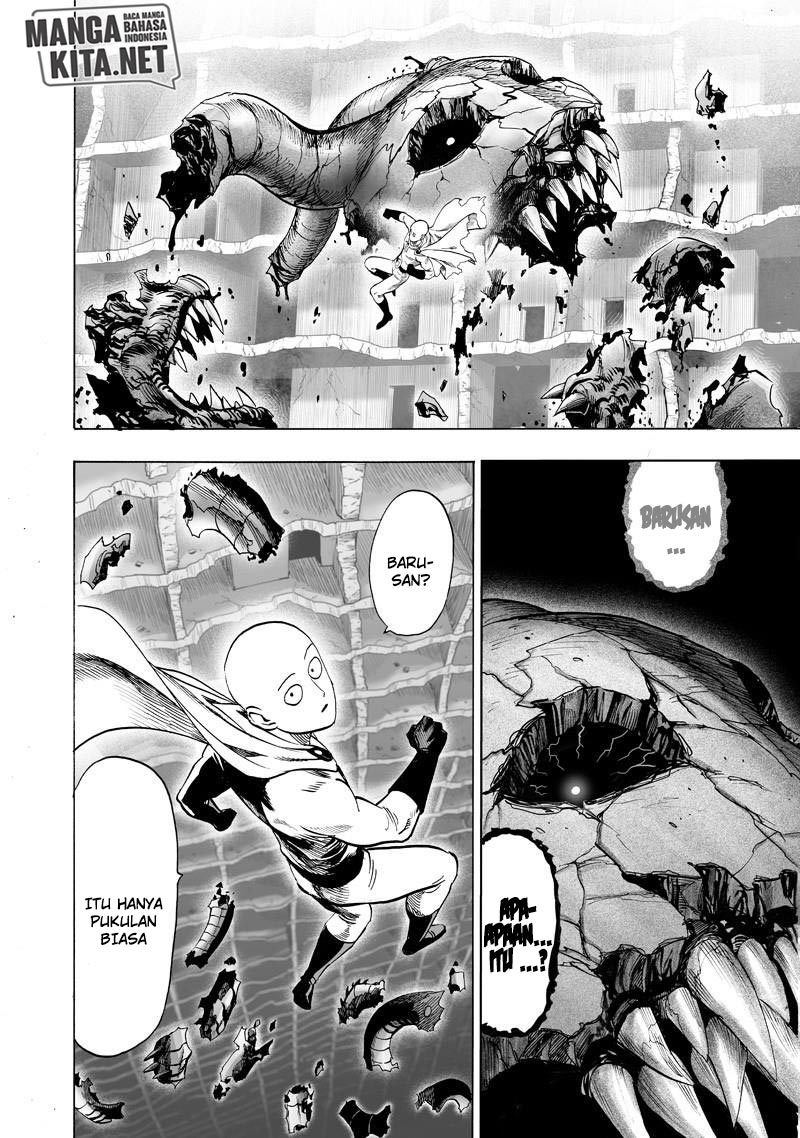 MANGA
KITA.NET
BACA MANGA
BAHASA
INDONESIA
BARUSAN
...
APA-
APAAN...
ITU ...?
BARU-
SAN?
ITU HANYA
PUKULAN
BIASA